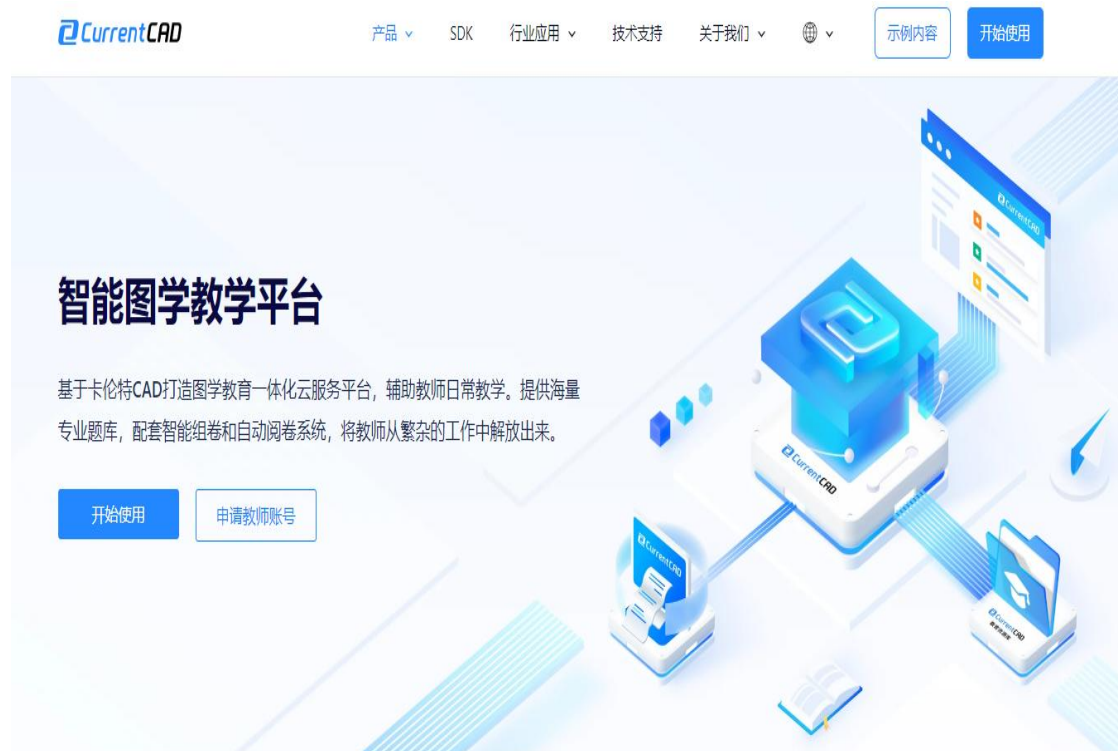 CurrentCAD
产品
SDK
行业应用
技术支持
关于我们
示例内容
开始使用
智能图学教学平台
基于卡伦特CAD打造图学教育一体化云服务平台，辅助教师日常教学。提供海量
专业题库，配套智能组卷和自动阅卷系统，将教师从繁杂的工作中解放出来。
开始使用
申请教师账号
CurrentCAD
CurrentCAD
CurrentCAD
CurrentCAD